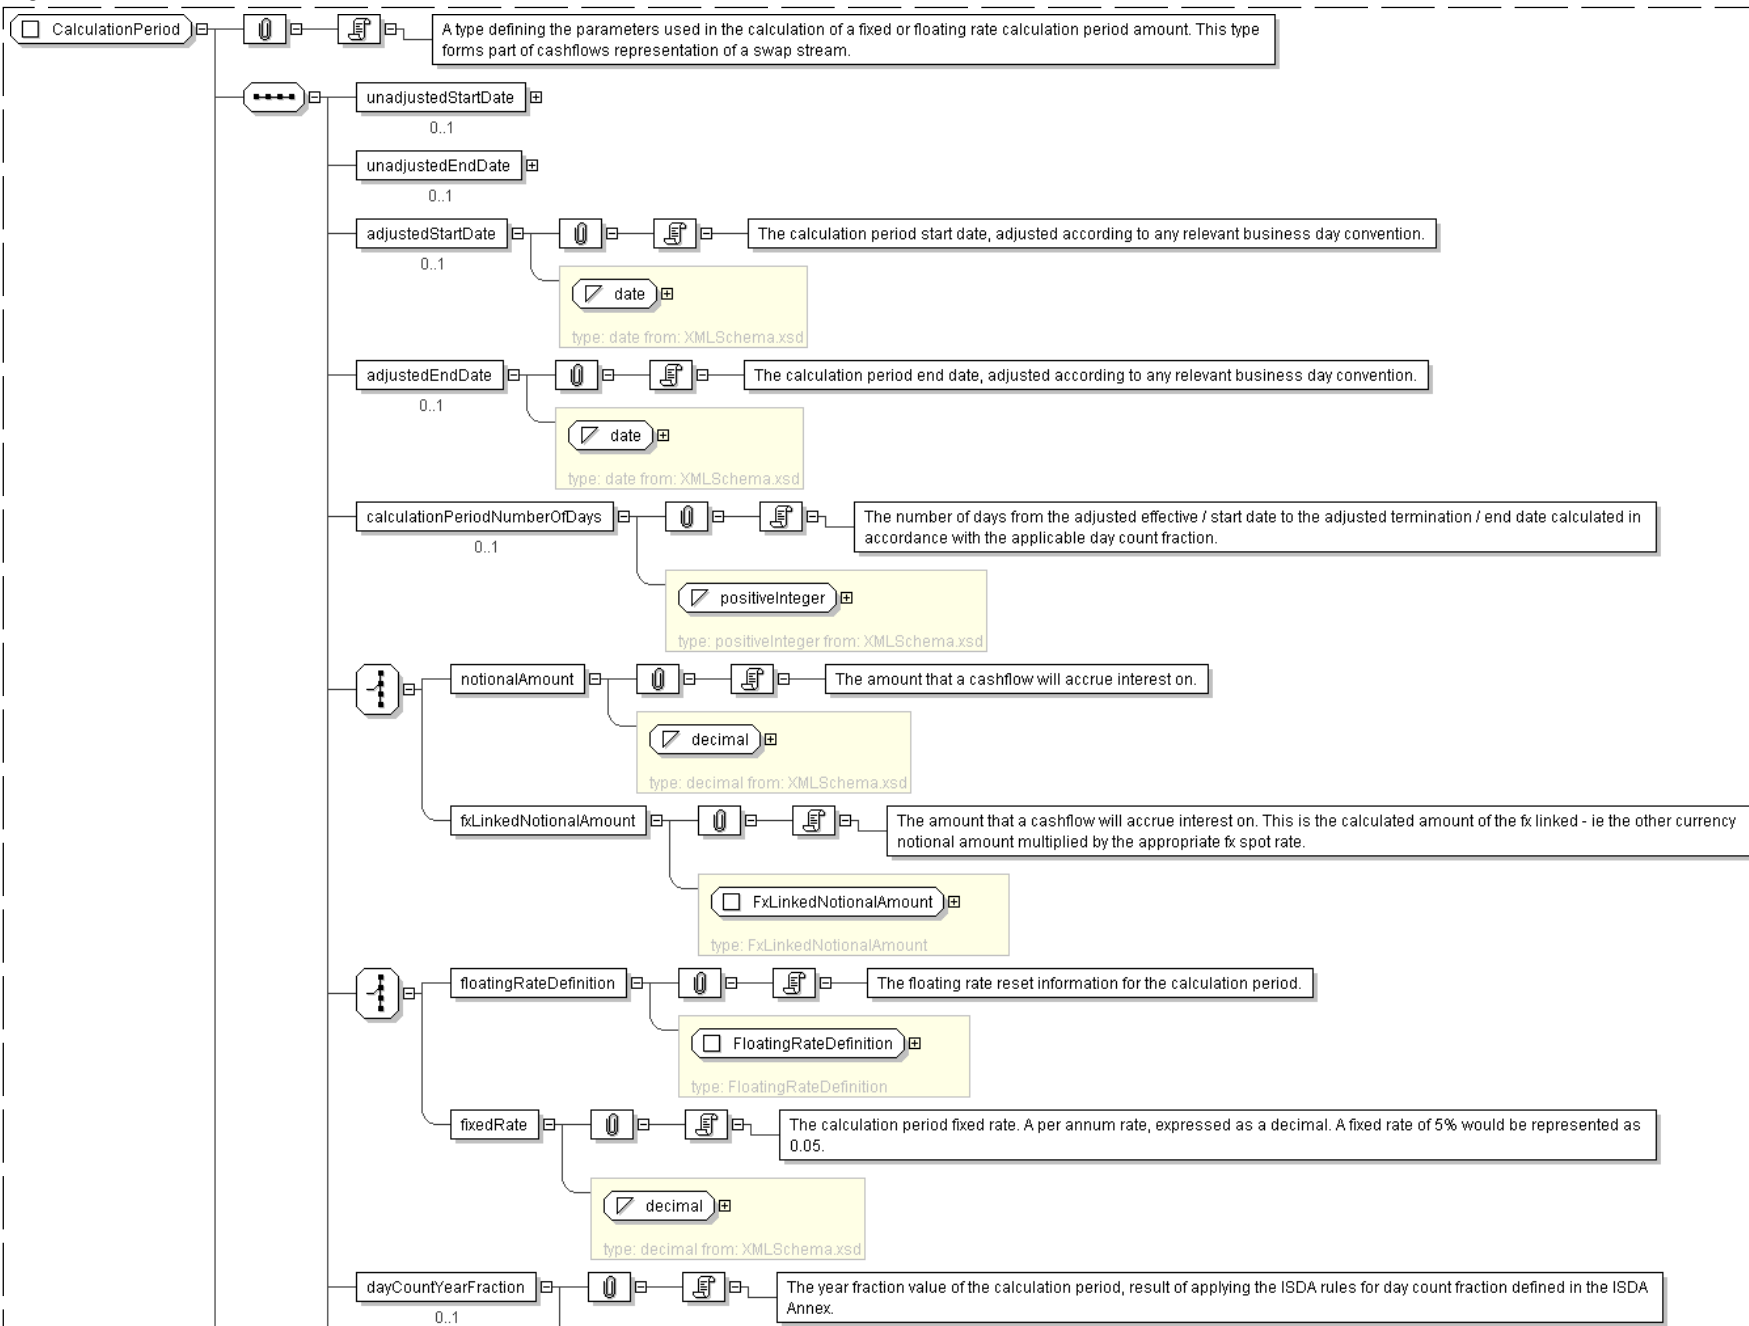 CalculationPeriod
A type defining the parameters used in the calculation of a fixed or floating rate calculation period amount. This type
forms part of cashflows representation of a swap stream.
unadjustedStartDate
0..1
unadjustedEndDate
0..1
adjustedStartDate
The calculation period start date, adjusted according to any relevant business day convention.
0..1
date
type: date from: XMLSchema.xsd
adjustedEndDate
The calculation period end date, adjusted according to any relevant business day convention.
0..1
date
type: date from: XMLSchema.xsd
calculationPeriodNumberOfDays
The number of days from the adjusted effective / start date to the adjusted termination / end date calculated in
accordance with the applicable day count fraction.
0..1
positiveInteger
type: positiveInteger from: XMLSchema.xsd
notionalAmount
The amount that a cashflow will accrue interest on.
decimal
type: decimal from: XMLSchema.xsd
fxLinkedNotionalAmount
The amount that a cashflow will accrue interest on. This is the calculated amount of the fx linked - ie the other currency
notional amount multiplied by the appropriate fx spot rate.
FxLinkedNotionalAmount
type: FxLinkedNotionalAmount
floatingRateDefinition
The floating rate reset information for the calculation period.
FloatingRateDefinition
type: FloatingRateDefinition
fixedRate
The calculation period fixed rate. A per annum rate, expressed as a decimal. A fixed rate of 5% would be represented as
0.05.
decimal
type: decimal from: XMLSchema.xsd
dayCountYearFraction
The year fraction value of the calculation period, result of applying the ISDA rules for day count fraction defined in the ISDA
Annex.
0..1